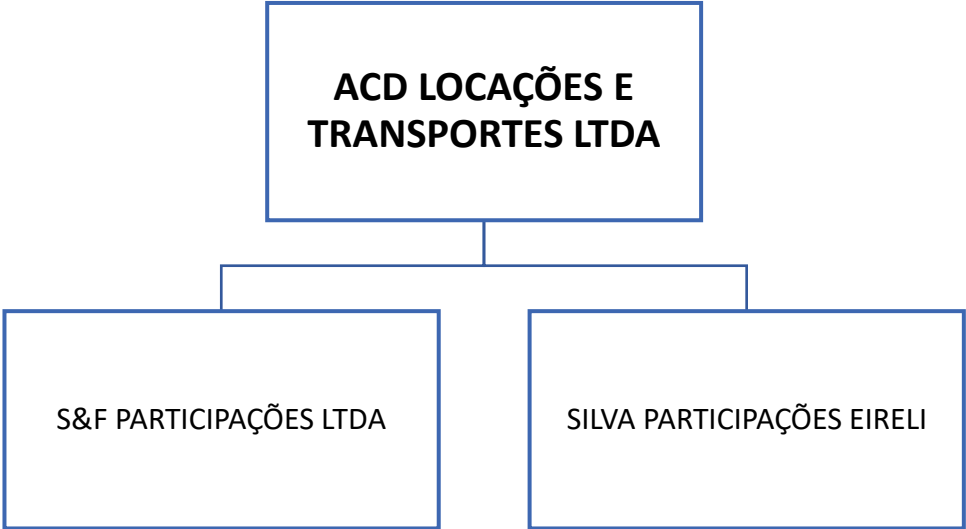 ACD LOCAÇÕES E
TRANSPORTES LTDA
S&F PARTICIPAÇÕES LTDA
SILVA PARTICIPAÇÕES EIRELI